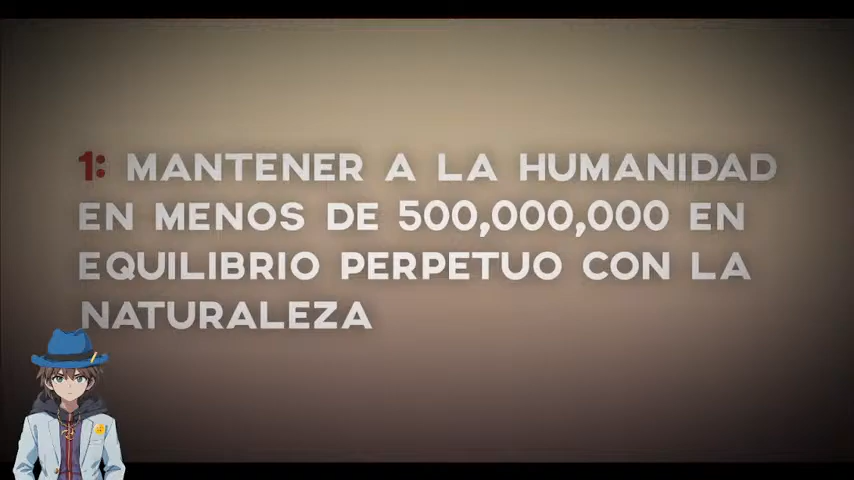 1: MANTENER A LA HUMANIDAD
EN MENOS DE 500,000,000 EN
EQUILIBRIO PERPETUO CON LA
NATURALEZA